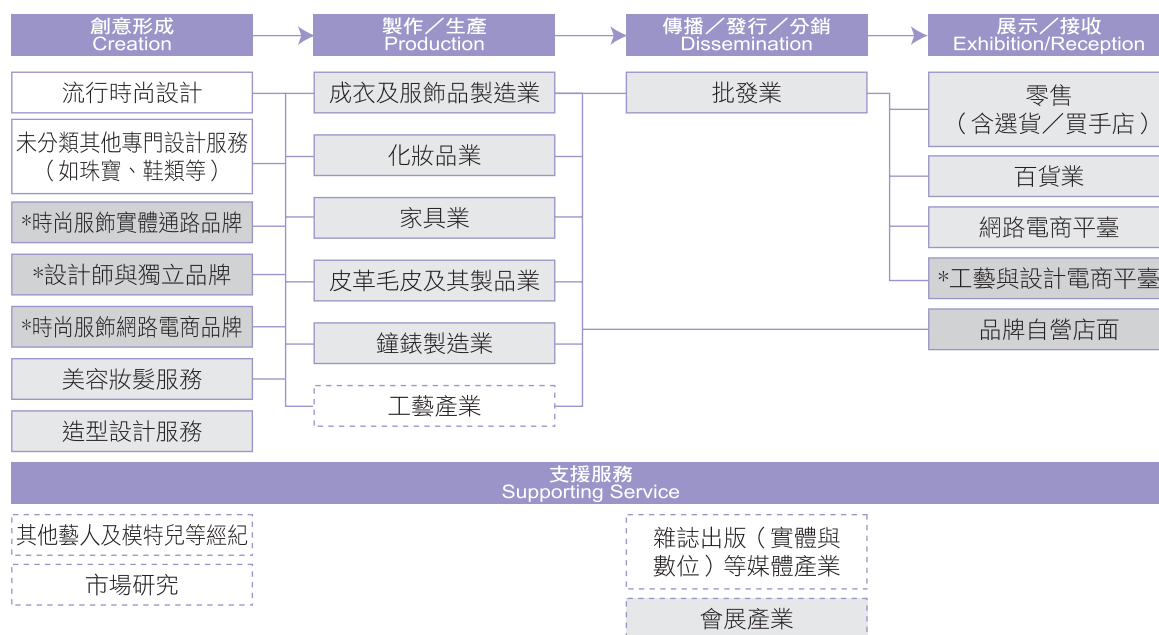 創意形成
Creation
製作／生產
Production
傳播／發行／分銷
Dissemination
展示／接收
Exhibition/Reception
流行時尚設計
未分類其他專門設計服務
（如珠寶、鞋類等）
*時尚服飾實體通路品牌
*設計師與獨立品牌
*時尚服飾網路電商品牌
美容妝髮服務
造型設計服務
成衣及服飾品製造業
化妝品業
家具業
皮革毛皮及其製品業
鐘錶製造業
工藝產業
批發業
零售
（含選貨／買手店）
百貨業
網路電商平臺
*工藝與設計電商平臺
品牌自營店面
支援服務
Supporting Service
其他藝人及模特兒等經紀
市場研究
雜誌出版（實體與
數位）等媒體產業
會展產業